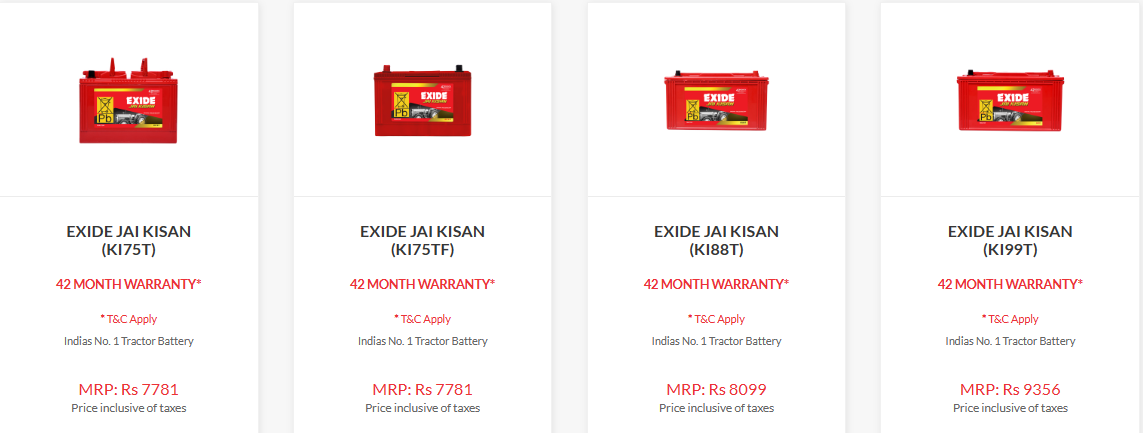 EXIDE
Pb
EXIDE
Pb
EXIDE
Pb
EXIDE
Pb
EXIDE JAI KISAN
(KI75T)
42 MONTH WARRANTY*
* T&C Apply
Indias No. 1 Tractor Battery
MRP: Rs 7781
Price inclusive of taxes
EXIDE JAI KISAN
(KI75TF)
42 MONTH WARRANTY*
* T&C Apply
Indias No. 1 Tractor Battery
MRP: Rs 7781
Price inclusive of taxes
EXIDE JAI KISAN
(KI88T)
42 MONTH WARRANTY*
* T&C Apply
Indias No. 1 Tractor Battery
MRP: Rs 8099
Price inclusive of taxes
EXIDE JAI KISAN
(KI99T)
42 MONTH WARRANTY*
* T&C Apply
Indias No. 1 Tractor Battery
MRP: Rs 9356
Price inclusive of taxes